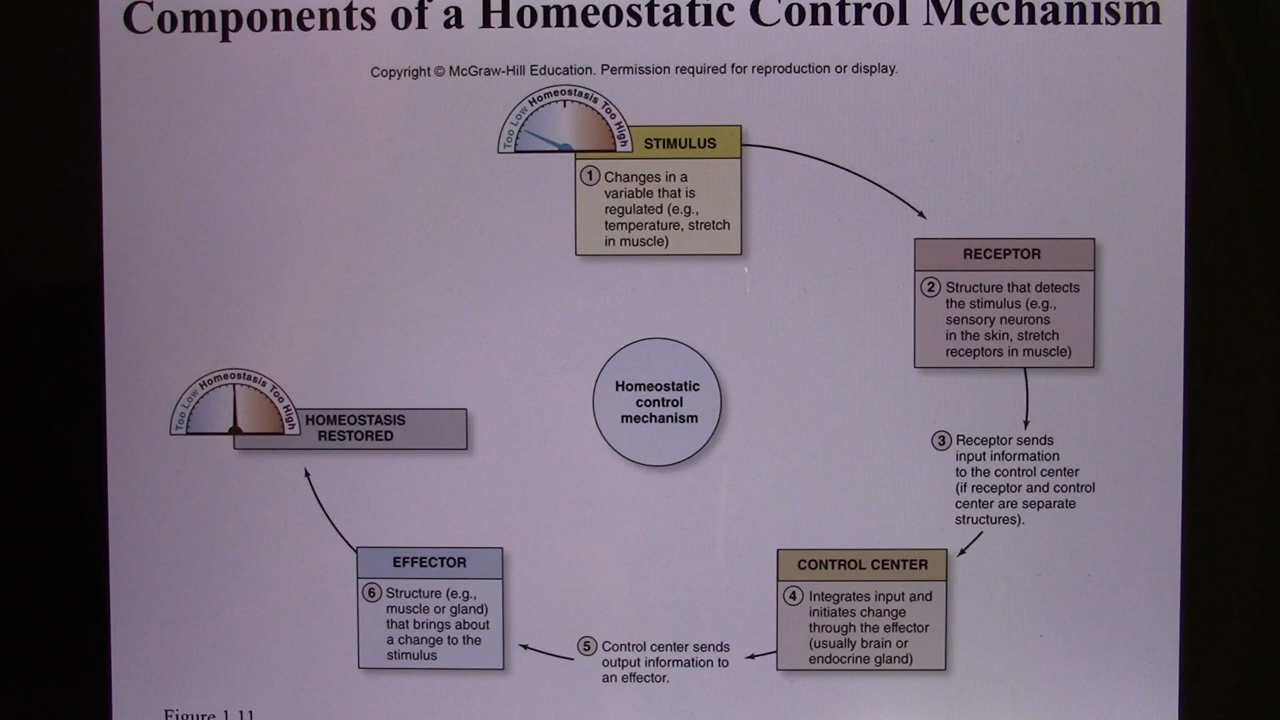 Components of a Homeostatic Control Mechanism
Copyright © McGraw-Hill Education. Permission required for reproduction or display.
Too Low Homeostasis Too High
STIMULUS
1 Changes in a
variable that is
regulated (e.g.,
temperature, stretch
in muscle)
RECEPTOR
2 Structure that detects
the stimulus (e.g.,
sensory neurons
in the skin, stretch
receptors in muscle)
3 Receptor sends
input information
to the control center
(if receptor and control
center are separate
structures).
CONTROL CENTER
4 Integrates input and
initiates change
through the effector
(usually brain or
endocrine gland)
5 Control center sends
output information to
an effector.
EFFECTOR
6 Structure (e.g.,
muscle or gland)
that brings about
a change to the
stimulus
Too Low Homeostasis Too High
HOMEOSTASIS
RESTORED
Homeostatic
control
mechanism
Figure 1.11